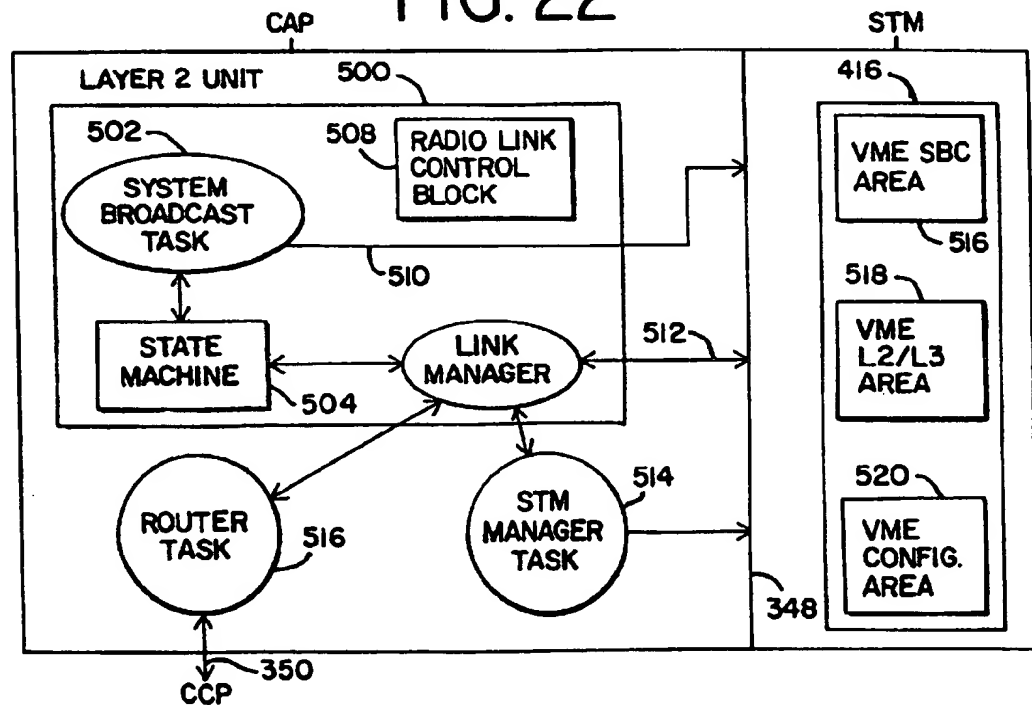 FIG. 22
CAP
STM
LAYER 2 UNIT
500
416
502
508
RADIO LINK
CONTROL
BLOCK
VME SBC
AREA
SYSTEM
BROADCAST
TASK
516
510
518
STATE
MACHINE
LINK
MANAGER
512
VME
L2/L3
AREA
504
520
ROUTER
TASK
516
STM
MANAGER
TASK
514
VME
CONFIG.
AREA
348
350
CCP